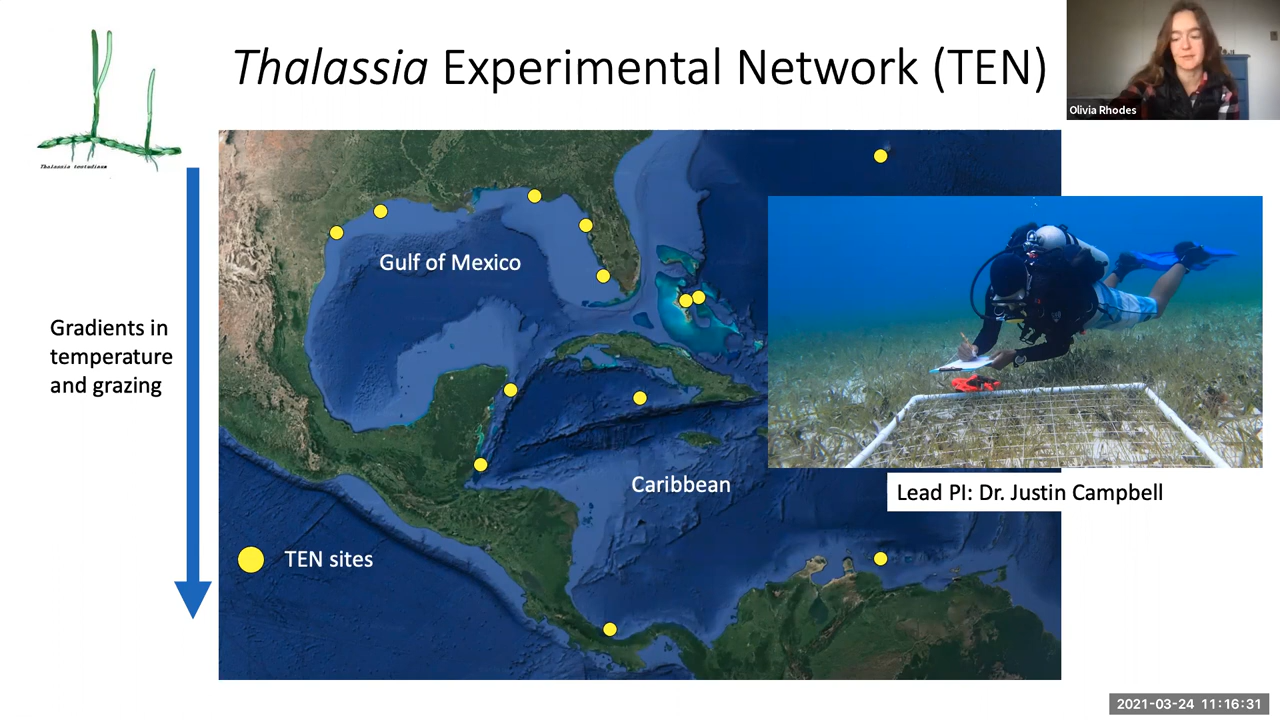 Thalassia Experimental Network (TEN)
Olivia Rhodes
Thalassia testudinum
Gulf of Mexico
Gradients in
temperature
and grazing
Caribbean
Lead PI: Dr. Justin Campbell
TEN sites
2021-03-24 11:16:31